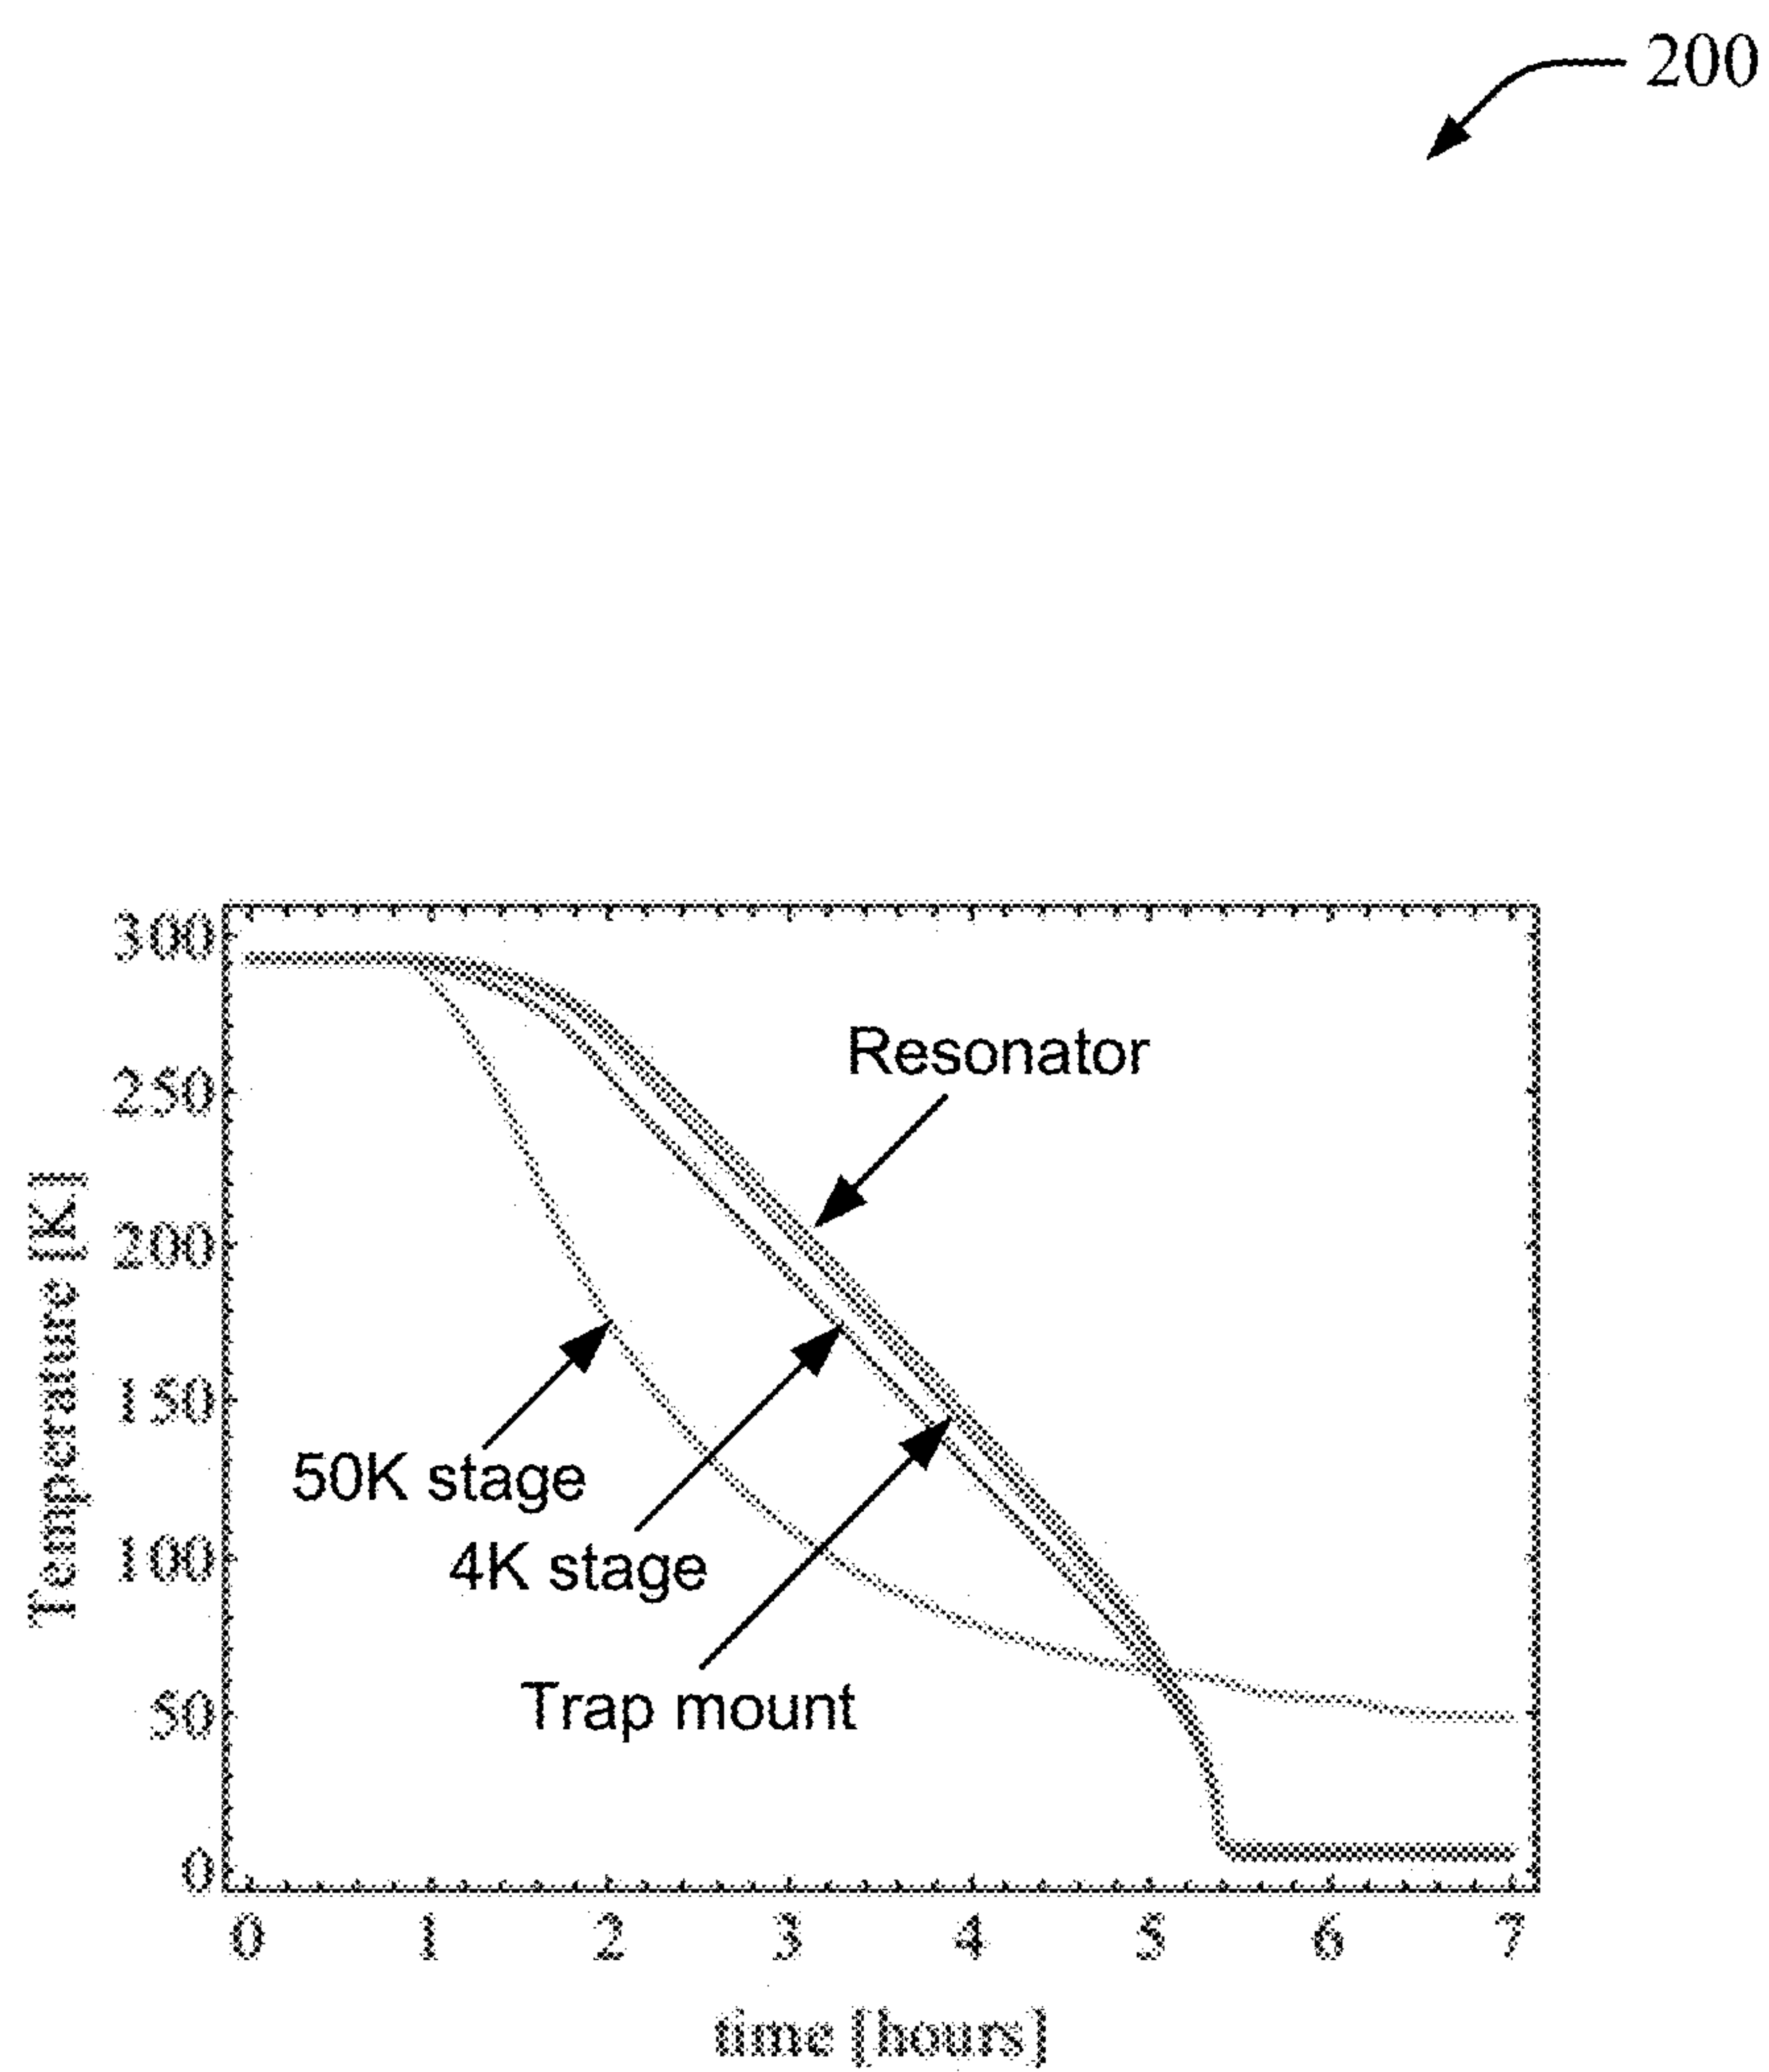 200
300
250
200
150
100
50
0
Temperature [K]
Resonator
50K stage
4K stage
Trap mount
0 1 2 3 4 5 6 7
time [hours]